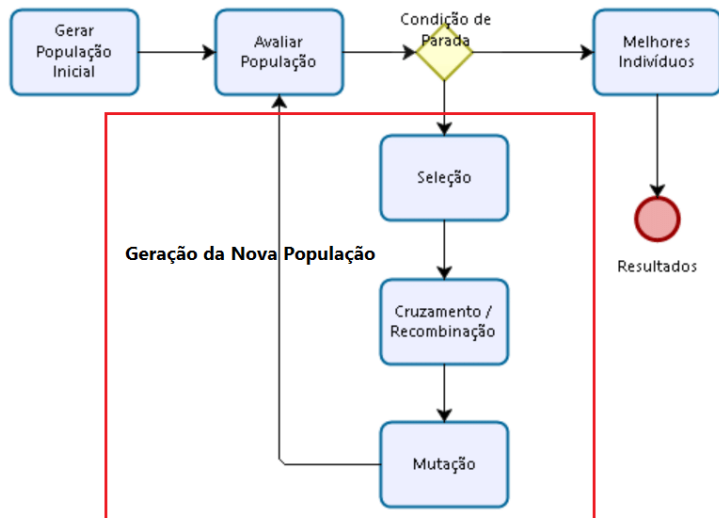 Gerar
População
Inicial
Avaliar
População
Condição de
Parada
Melhores
Indivíduos
Seleção
Geração da Nova População
Resultados
Cruzamento /
Recombinação
Mutação